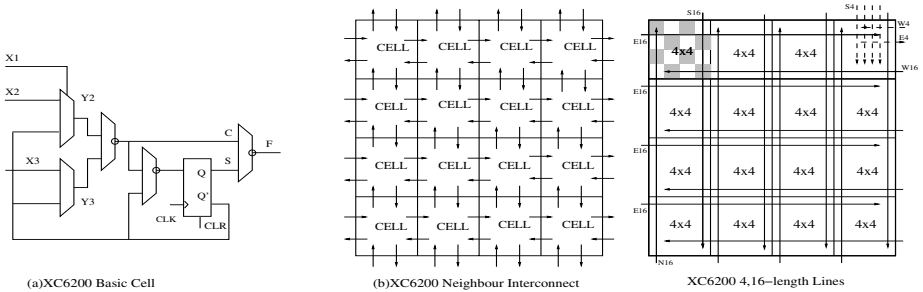 X1
X2
Y2
X3
Y3
C
S
F
Q
Q'
CLK
CLR
(a)XC6200 Basic Cell
CELL CELL CELL CELL
CELL CELL CELL CELL
CELL CELL CELL CELL
CELL CELL CELL CELL
(b)XC6200 Neighbour Interconnect
S16 S4
W4
E4
E16
W16
4x4 4x4 4x4
E16
4x4 4x4 4x4 4x4
E16
4x4 4x4 4x4 4x4
E16
4x4 4x4 4x4 4x4
N16
XC6200 4,16−length Lines